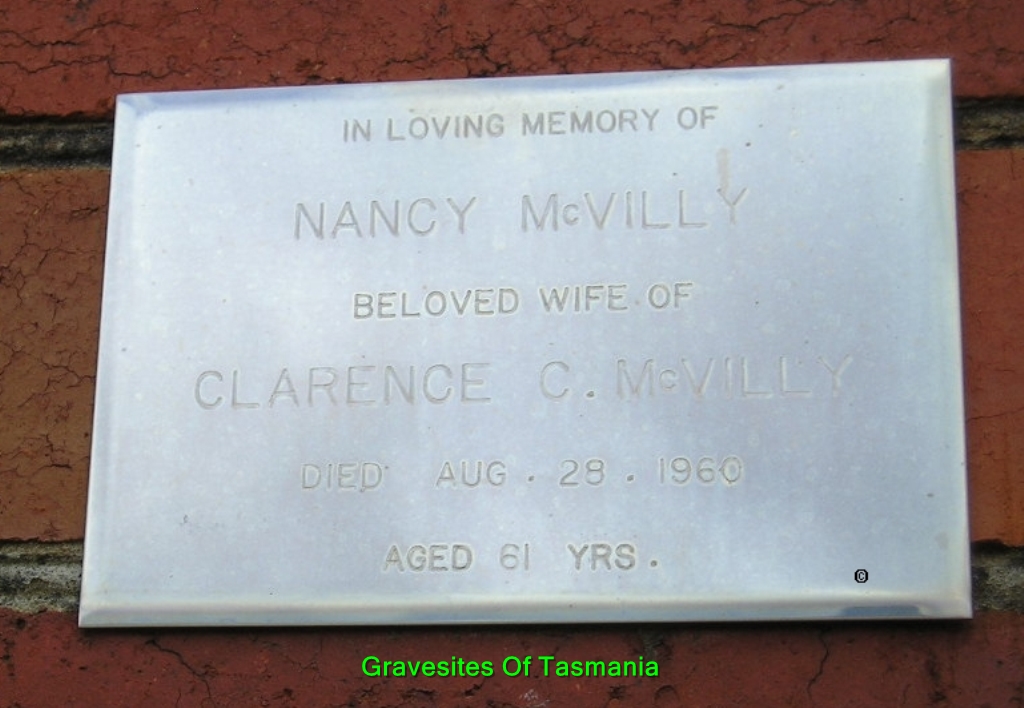 IN LOVING MEMORY OF
NANCY McVILLY
BELOVED WIFE OF
CLARENCE C. McVILLY
DIED AUG. 28. 1960
AGED 61 YRS.
©
Gravesites Of Tasmania